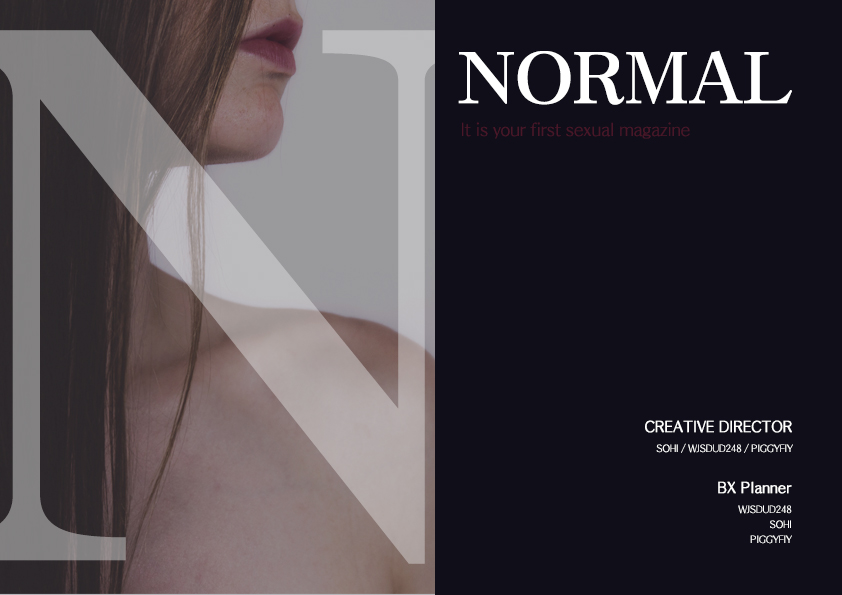 N
NORMAL
It is your first sexual magazine
CREATIVE DIRECTOR
SOHI / WJSDUD248 / PIGGYFIY
BX Planner
WJSDUD248
SOHI
PIGGYFIY